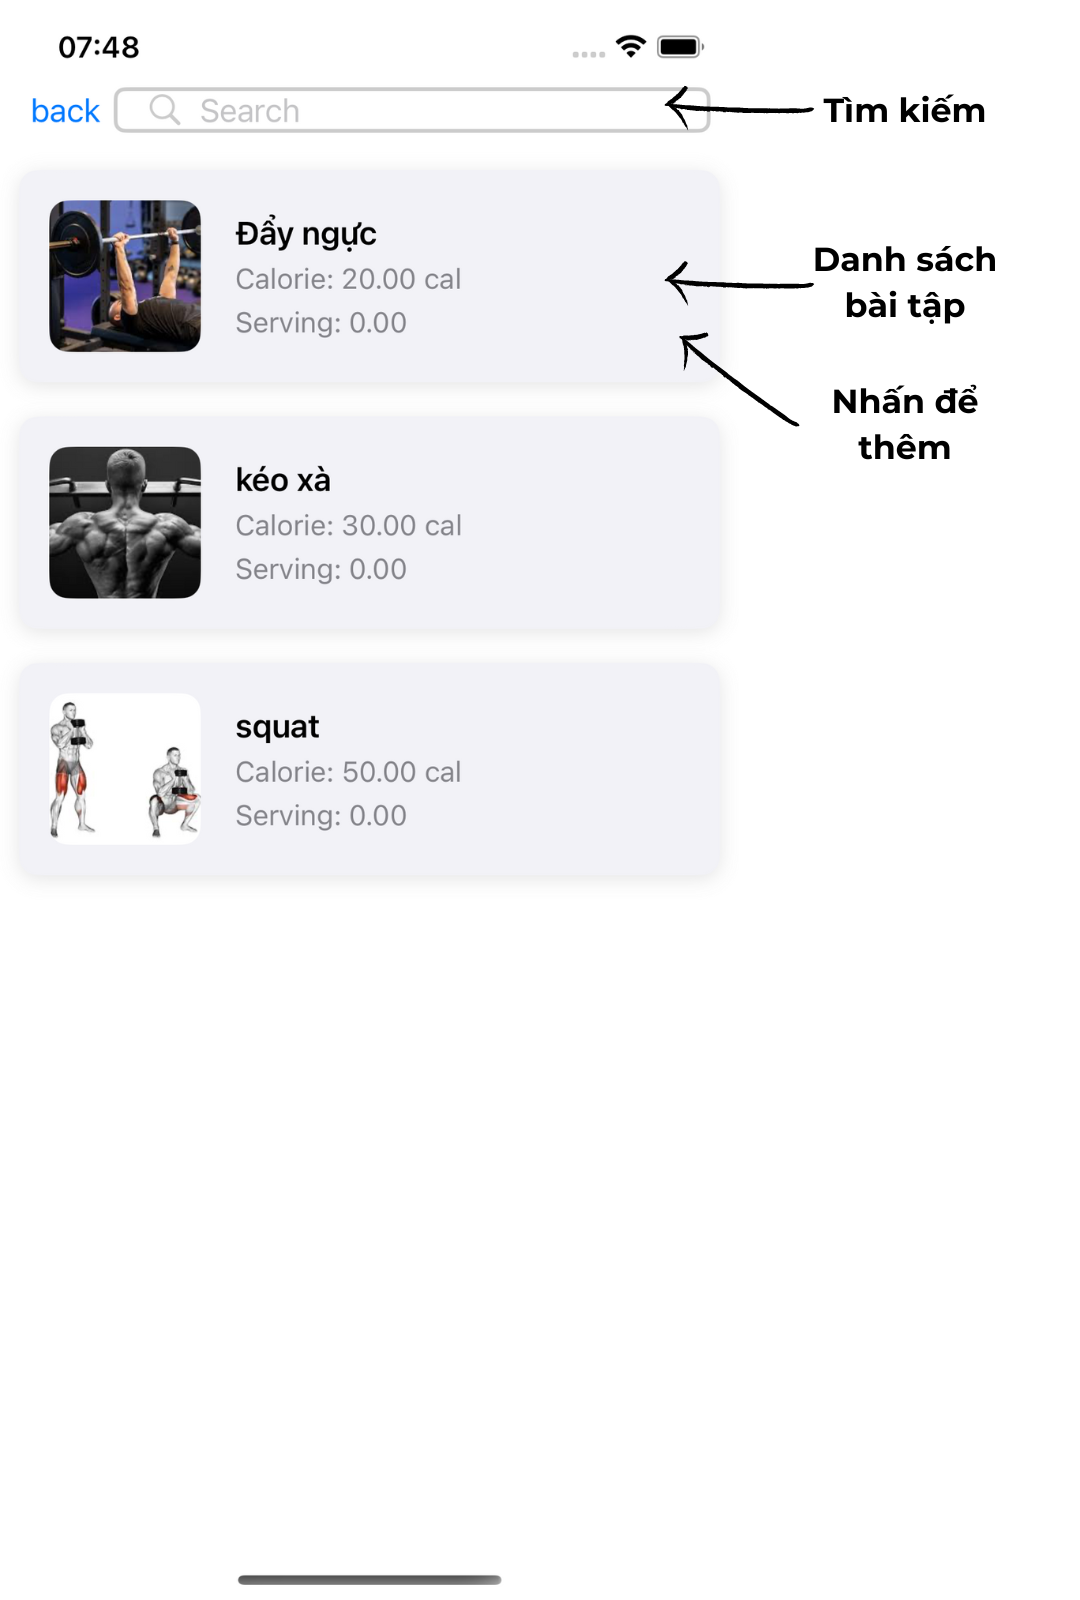 07:48
back
Search
Tìm kiếm
Đẩy ngực
Calorie: 20.00 cal
Serving: 0.00
Danh sách
bài tập
Nhấn để
thêm
kéo xà
Calorie: 30.00 cal
Serving: 0.00
squat
Calorie: 50.00 cal
Serving: 0.00